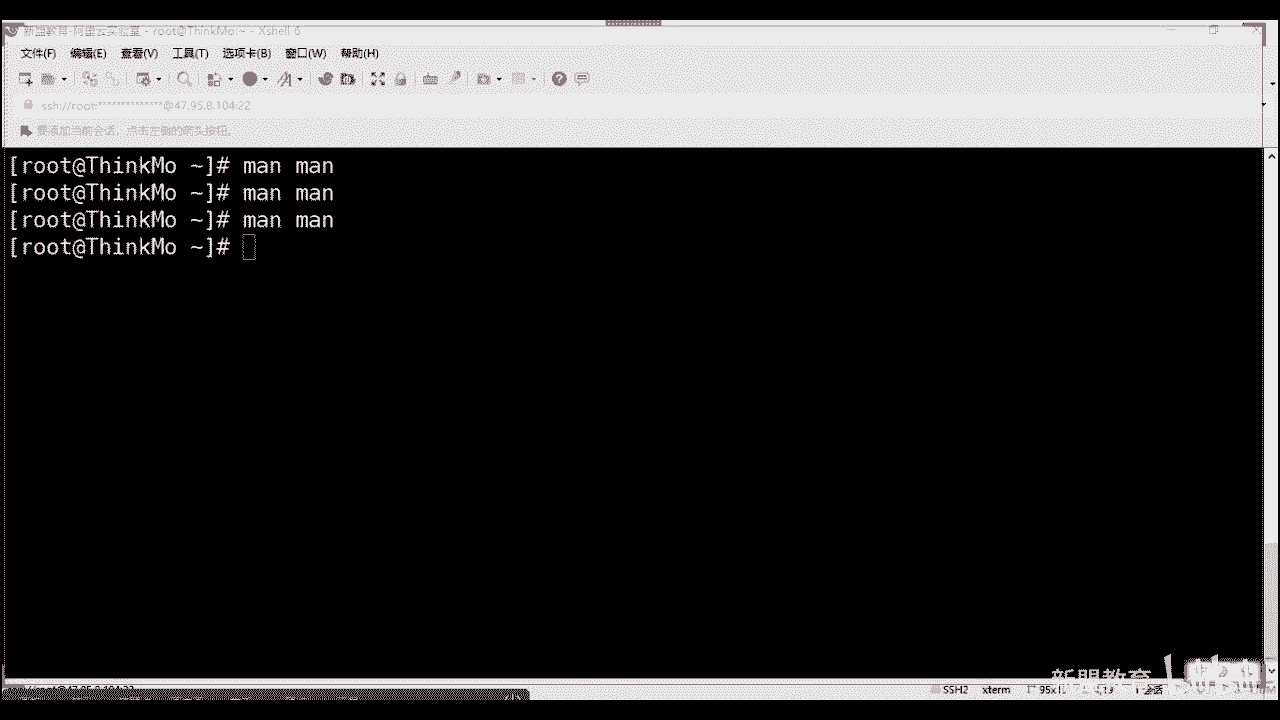 新盟教育-阿里云实验室 - root@ThinkMo:~ - Xshell 6
文件(F) 编辑(E) 查看(V) 工具(T) 选项卡(B) 窗口(W) 帮助(H)
ssh://root:**************@47.95.8.104:22
要添加当前会话，点击左侧的箭头按钮。
[root@ThinkMo ~]# man man
[root@ThinkMo ~]# man man
[root@ThinkMo ~]# man man
[root@ThinkMo ~]#
新盟教育
SSH2 xterm